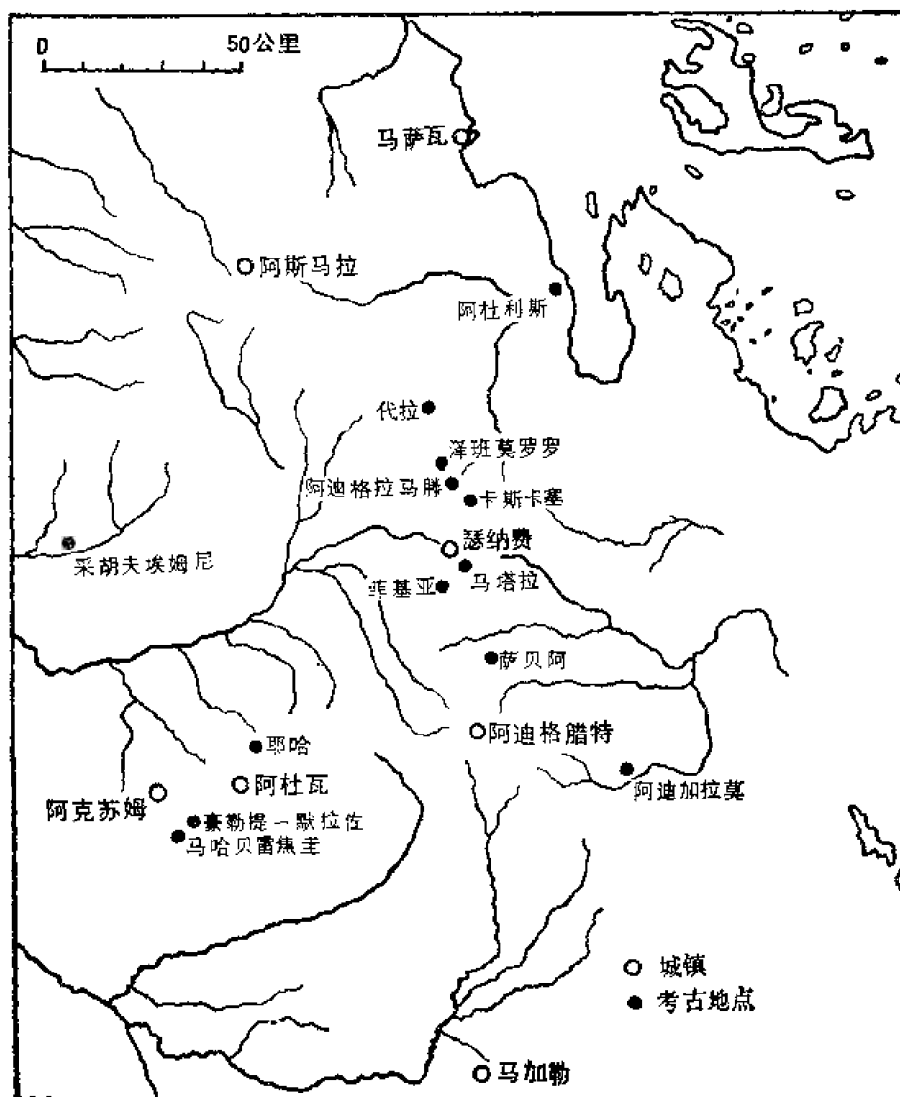 0 50公里
马萨瓦
阿斯马拉
阿杜利斯
代拉
泽班莫罗罗
阿迪格拉马滕
卡斯卡塞
瑟纳费
采胡夫埃姆尼
马塔拉
菲基亚
萨贝阿
阿迪格腊特
耶哈
阿迪加拉莫
阿杜瓦
阿克苏姆
豪勒提－默拉佐
马哈贝雷焦圭
城镇
考古地点
马加勒